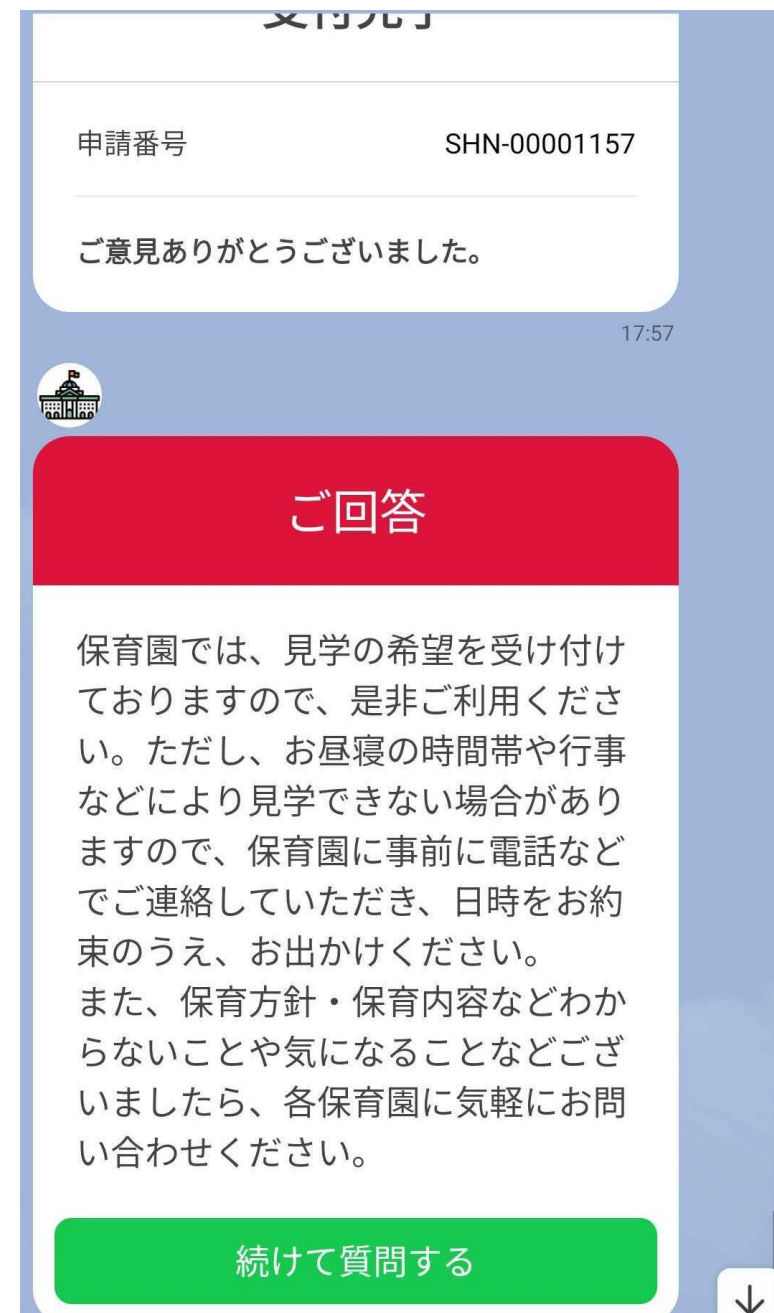 受付完了
申請番号 SHN-00001157
ご意見ありがとうございました。
17:57
ご回答
保育園では、見学の希望を受け付け
ておりますので、是非ご利用くださ
い。ただし、お昼寝の時間帯や行事
などにより見学できない場合があり
ますので、保育園に事前に電話など
でご連絡していただき、日時をお約
束のうえ、お出かけください。
また、保育方針・保育内容などわか
らないことや気になることなどござ
いましたら、各保育園に気軽にお問
い合わせください。
続けて質問する